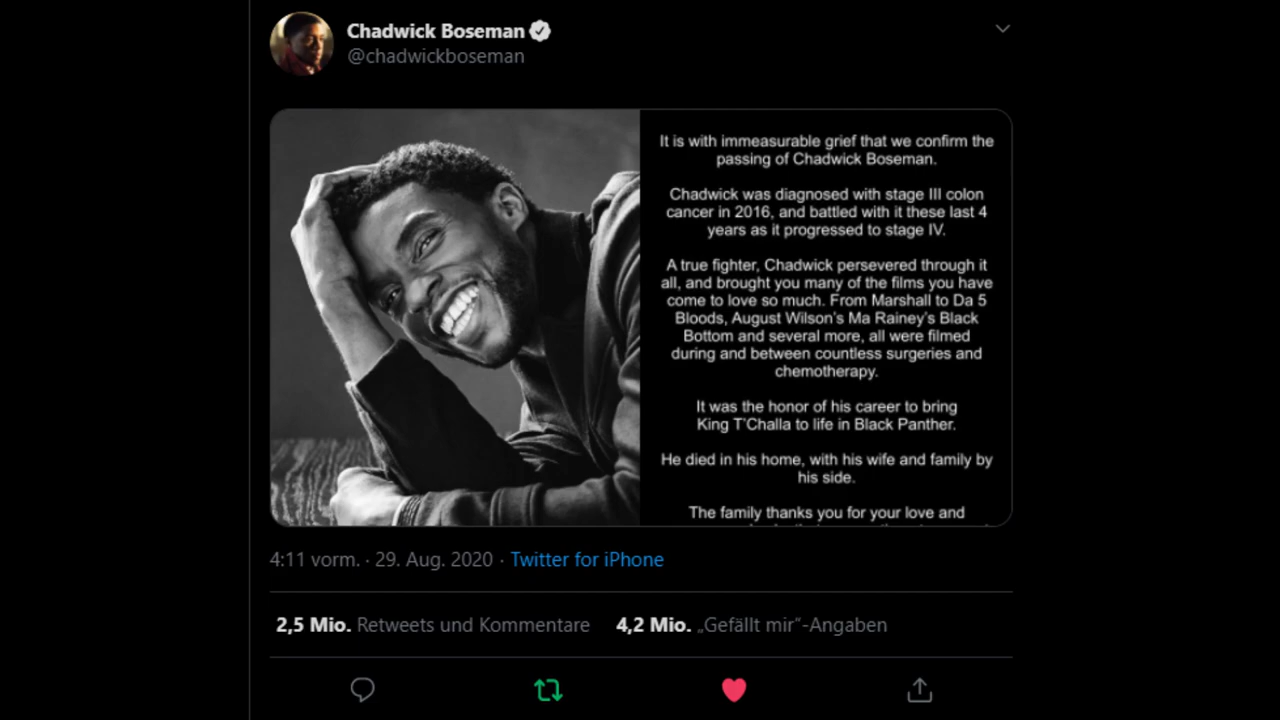 Chadwick Boseman
@chadwickboseman
It is with immeasurable grief that we confirm the
passing of Chadwick Boseman.
Chadwick was diagnosed with stage III colon
cancer in 2016, and battled with it these last 4
years as it progressed to stage IV.
A true fighter, Chadwick persevered through it
all, and brought you many of the films you have
come to love so much. From Marshall to Da 5
Bloods, August Wilson's Ma Rainey's Black
Bottom and several more, all were filmed
during and between countless surgeries and
chemotherapy.
It was the honor of his career to bring
King T'Challa to life in Black Panther.
He died in his home, with his wife and family by
his side.
The family thanks you for your love and
4:11 vorm. · 29. Aug. 2020 · Twitter for iPhone
2,5 Mio. Retweets und Kommentare 4,2 Mio. „Gefällt mir“-Angaben